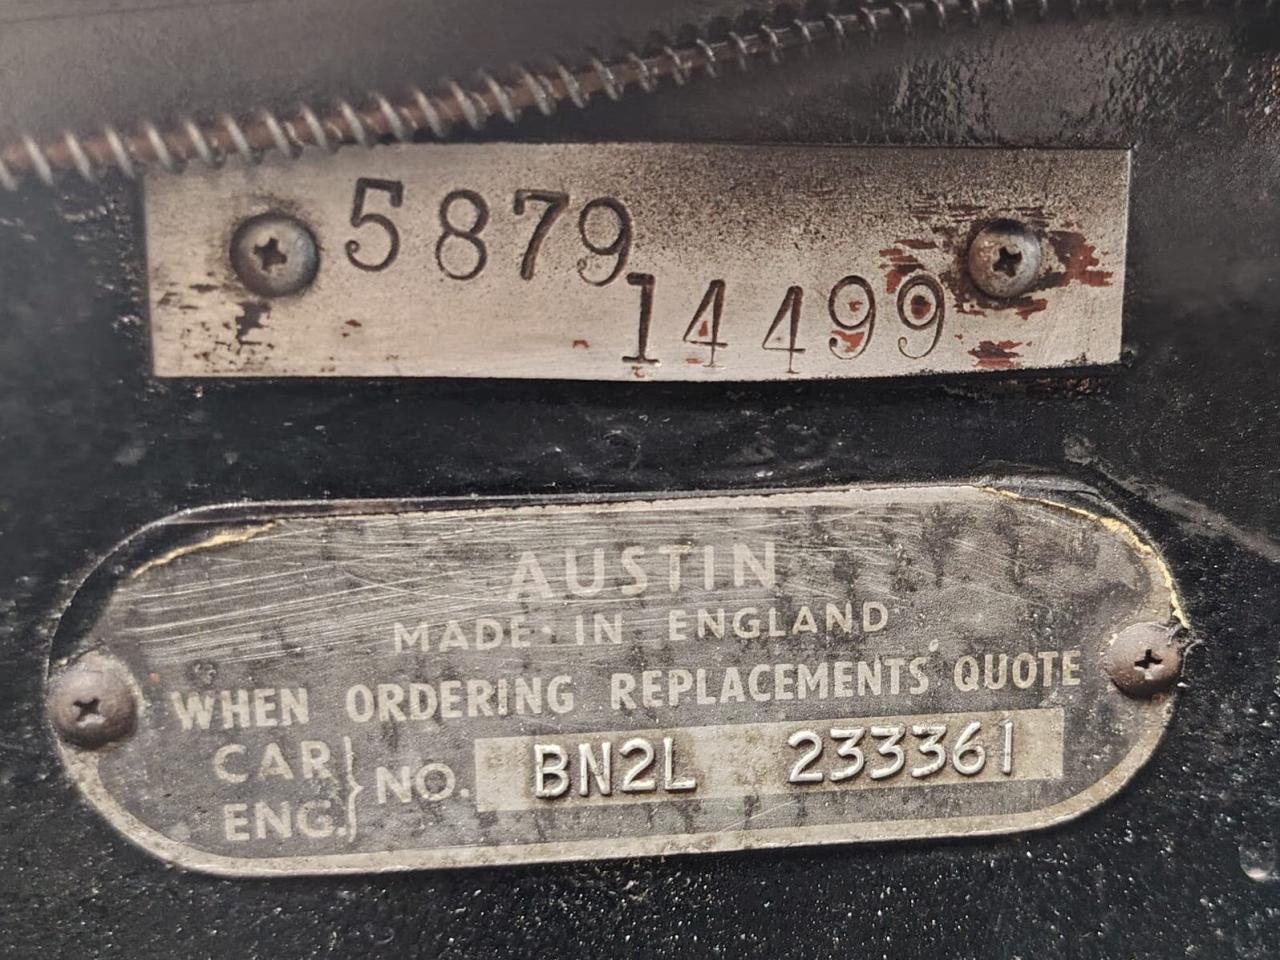 5879
14499
AUSTIN
MADE IN ENGLAND
WHEN ORDERING REPLACEMENTS QUOTE
CAR
ENG. } NO. BN2L 233361